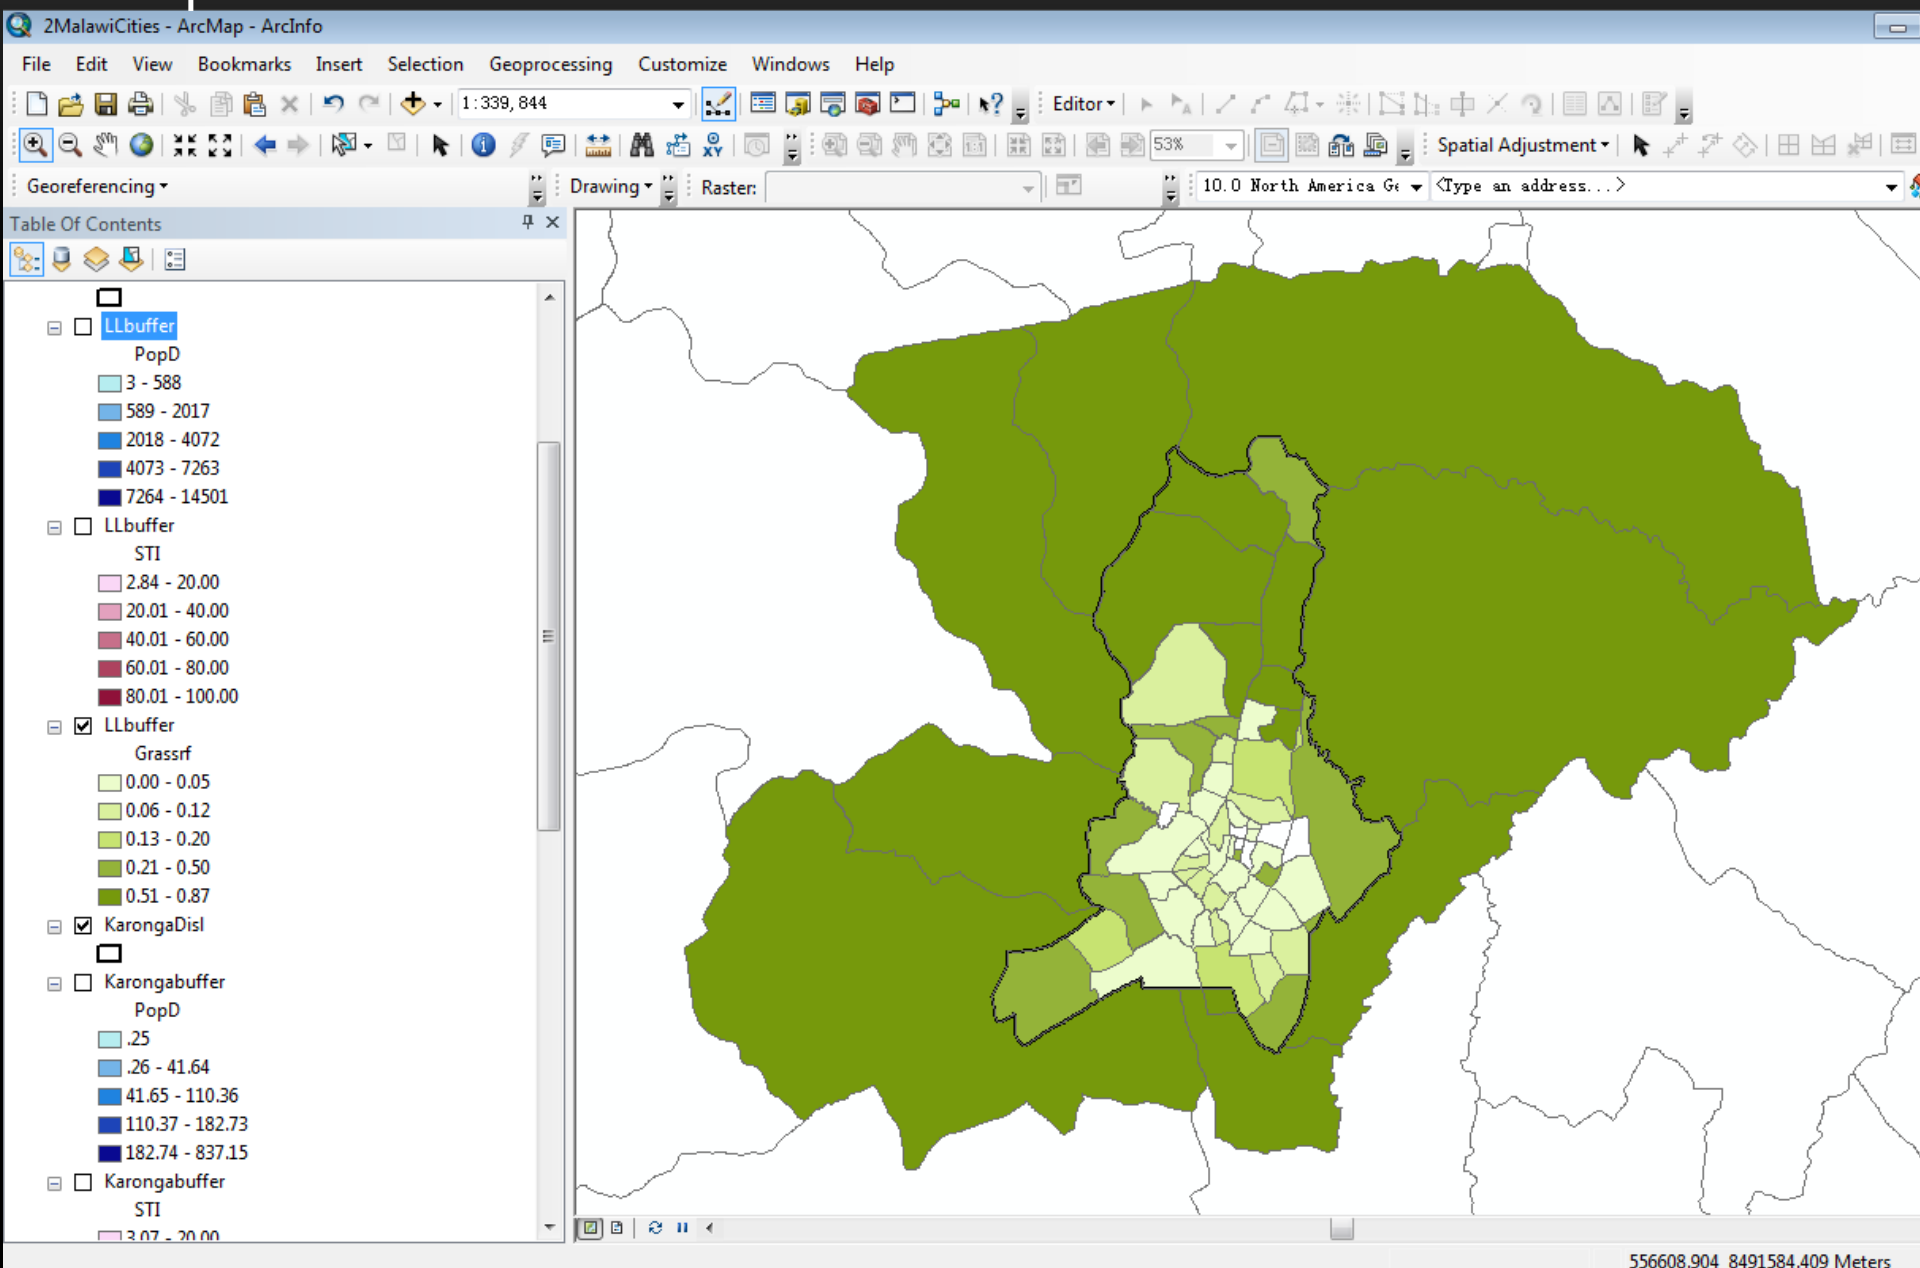 2MalawiCities - ArcMap - ArcInfo
File Edit View Bookmarks Insert Selection Geoprocessing Customize Windows Help
1:339,844 Editor
XY 53% Spatial Adjustment
Georeferencing Drawing Raster: 10.0 North America Ge <Type an address...>
Table Of Contents
LLbuffer
PopD
3 - 588
589 - 2017
2018 - 4072
4073 - 7263
7264 - 14501
LLbuffer
STI
2.84 - 20.00
20.01 - 40.00
40.01 - 60.00
60.01 - 80.00
80.01 - 100.00
LLbuffer
Grassrf
0.00 - 0.05
0.06 - 0.12
0.13 - 0.20
0.21 - 0.50
0.51 - 0.87
KarongaDisl
Karongabuffer
PopD
.25
.26 - 41.64
41.65 - 110.36
110.37 - 182.73
182.74 - 837.15
Karongabuffer
STI
3.07 - 20.00
556608.904 8491584.409 Meters